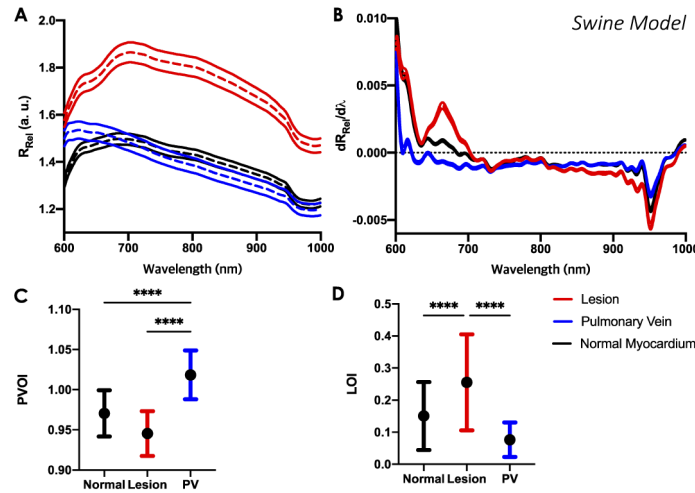 A
2.0
1.8
1.6
1.4
1.2
R_Rel (a. u.)
600 700 800 900 1000
Wavelength (nm)
B
Swine Model
0.010
0.005
0.000
-0.005
dR_Rel/dλ
600 700 800 900 1000
Wavelength (nm)
C
1.10
1.05
1.00
0.95
0.90
PVOI
****
****
Normal Lesion PV
D
0.5
0.4
0.3
0.2
0.1
0.0
LOI
**** ****
Normal Lesion PV
Lesion
Pulmonary Vein
Normal Myocardium